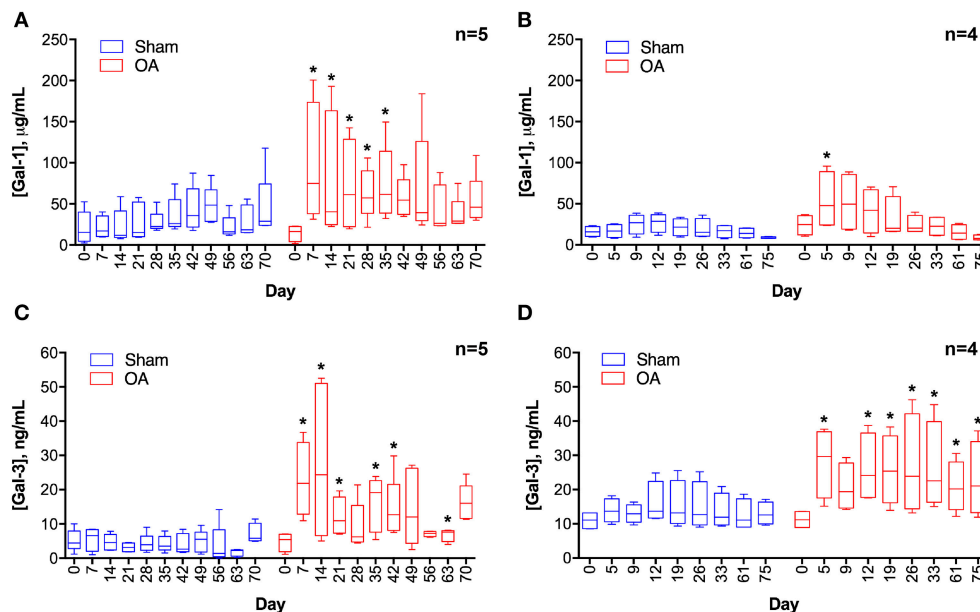 A
n=5
Sham
OA
[Gal-1], µg/mL
250
200
150
100
50
0
* * * * *
0 7 14 21 28 35 42 49 56 63 70 0 7 14 21 28 35 42 49 56 63 70
Day
B
n=4
Sham
OA
[Gal-1], µg/mL
250
200
150
100
50
0
*
0 5 9 12 19 26 33 61 75 0 5 9 12 19 26 33 61 75
Day
C
n=5
Sham
OA
[Gal-3], ng/mL
60
50
40
30
20
10
0
* * * * * *
0 7 14 21 28 35 42 49 56 63 70 0 7 14 21 28 35 42 49 56 63 70
Day
D
n=4
Sham
OA
[Gal-3], ng/mL
60
50
40
30
20
10
0
* * * * * * *
0 5 9 12 19 26 33 61 75 0 5 9 12 19 26 33 61 75
Day